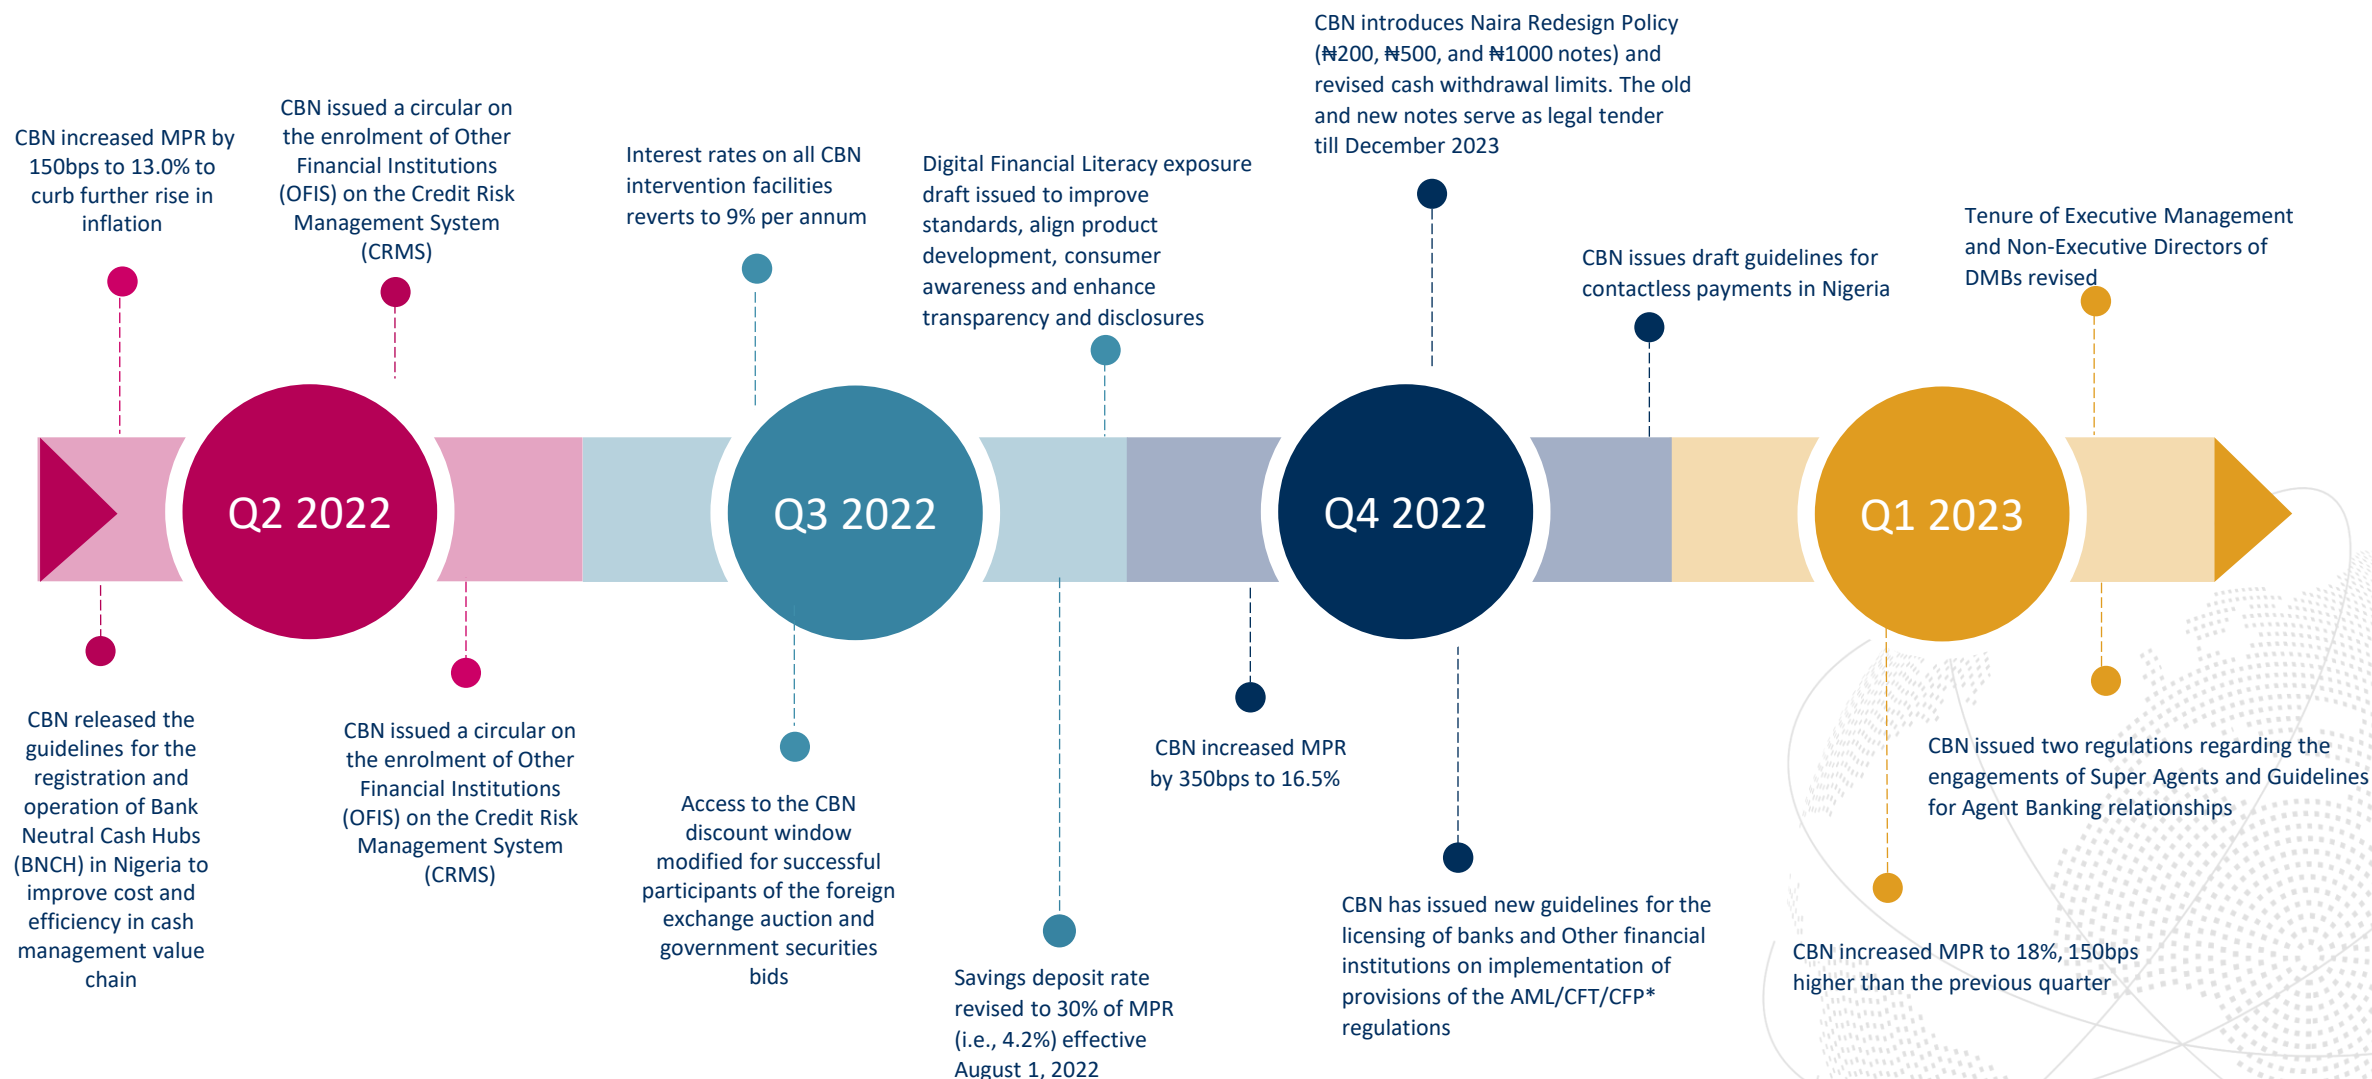 CBN increased MPR by
150bps to 13.0% to
curb further rise in
inflation
CBN issued a circular on
the enrolment of Other
Financial Institutions
(OFIS) on the Credit Risk
Management System
(CRMS)
Interest rates on all CBN
intervention facilities
reverts to 9% per annum
Digital Financial Literacy exposure
draft issued to improve
standards, align product
development, consumer
awareness and enhance
transparency and disclosures
CBN introduces Naira Redesign Policy
(₦200, ₦500, and ₦1000 notes) and
revised cash withdrawal limits. The old
and new notes serve as legal tender
till December 2023
CBN issues draft guidelines for
contactless payments in Nigeria
Tenure of Executive Management
and Non-Executive Directors of
DMBs revised
Q2 2022
Q3 2022
Q4 2022
Q1 2023
CBN released the
guidelines for the
registration and
operation of Bank
Neutral Cash Hubs
(BNCH) in Nigeria to
improve cost and
efficiency in cash
management value
chain
CBN issued a circular on
the enrolment of Other
Financial Institutions
(OFIS) on the Credit Risk
Management System
(CRMS)
Access to the CBN
discount window
modified for successful
participants of the foreign
exchange auction and
government securities
bids
Savings deposit rate
revised to 30% of MPR
(i.e., 4.2%) effective
August 1, 2022
CBN increased MPR
by 350bps to 16.5%
CBN has issued new guidelines for the
licensing of banks and Other financial
institutions on implementation of
provisions of the AML/CFT/CFP*
regulations
CBN increased MPR to 18%, 150bps
higher than the previous quarter
CBN issued two regulations regarding the
engagements of Super Agents and Guidelines
for Agent Banking relationships